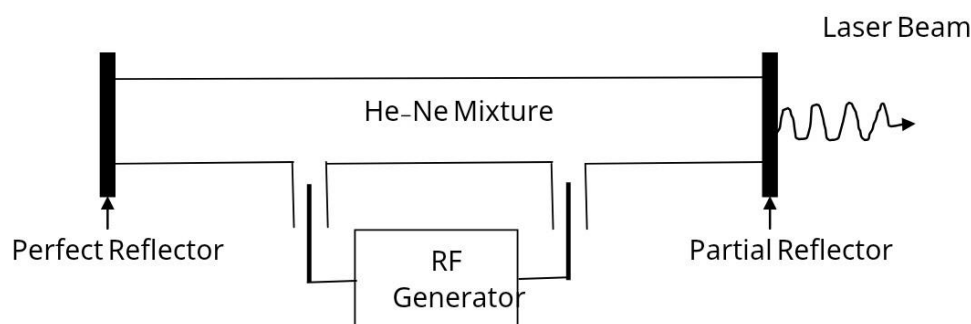 Laser Beam
He-Ne Mixture
Perfect Reflector
Partial Reflector
RF
Generator